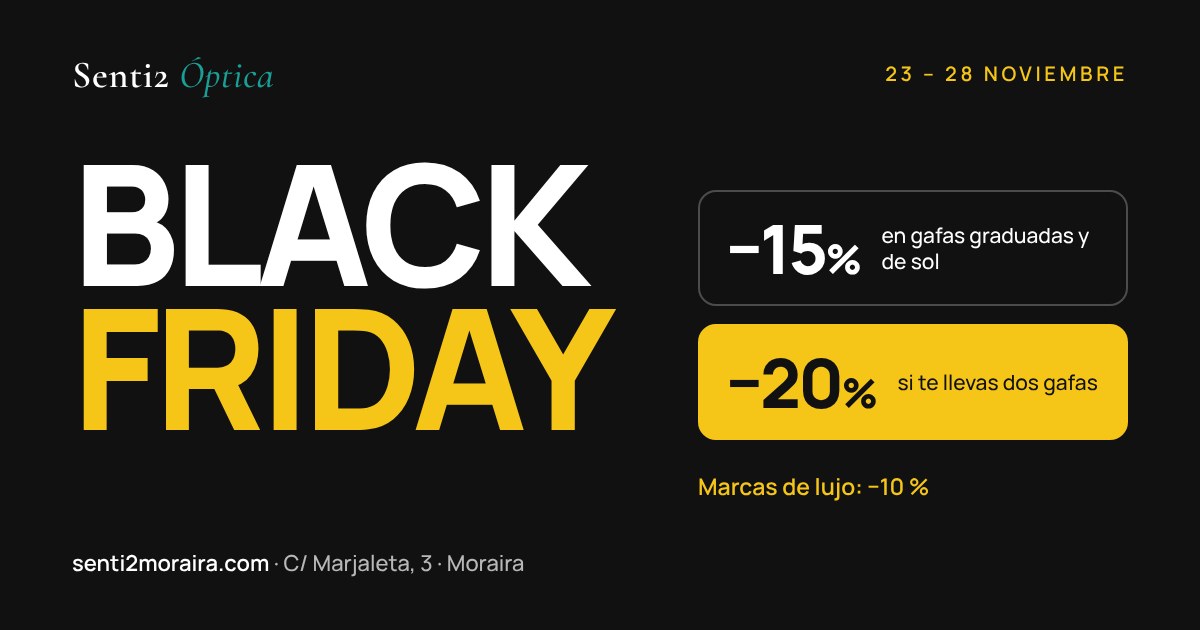 Senti2 Óptica
23 – 28 NOVIEMBRE
BLACK
FRIDAY
−15% en gafas graduadas y
de sol
−20% si te llevas dos gafas
Marcas de lujo: −10 %
senti2moraira.com · C/ Marjaleta, 3 · Moraira